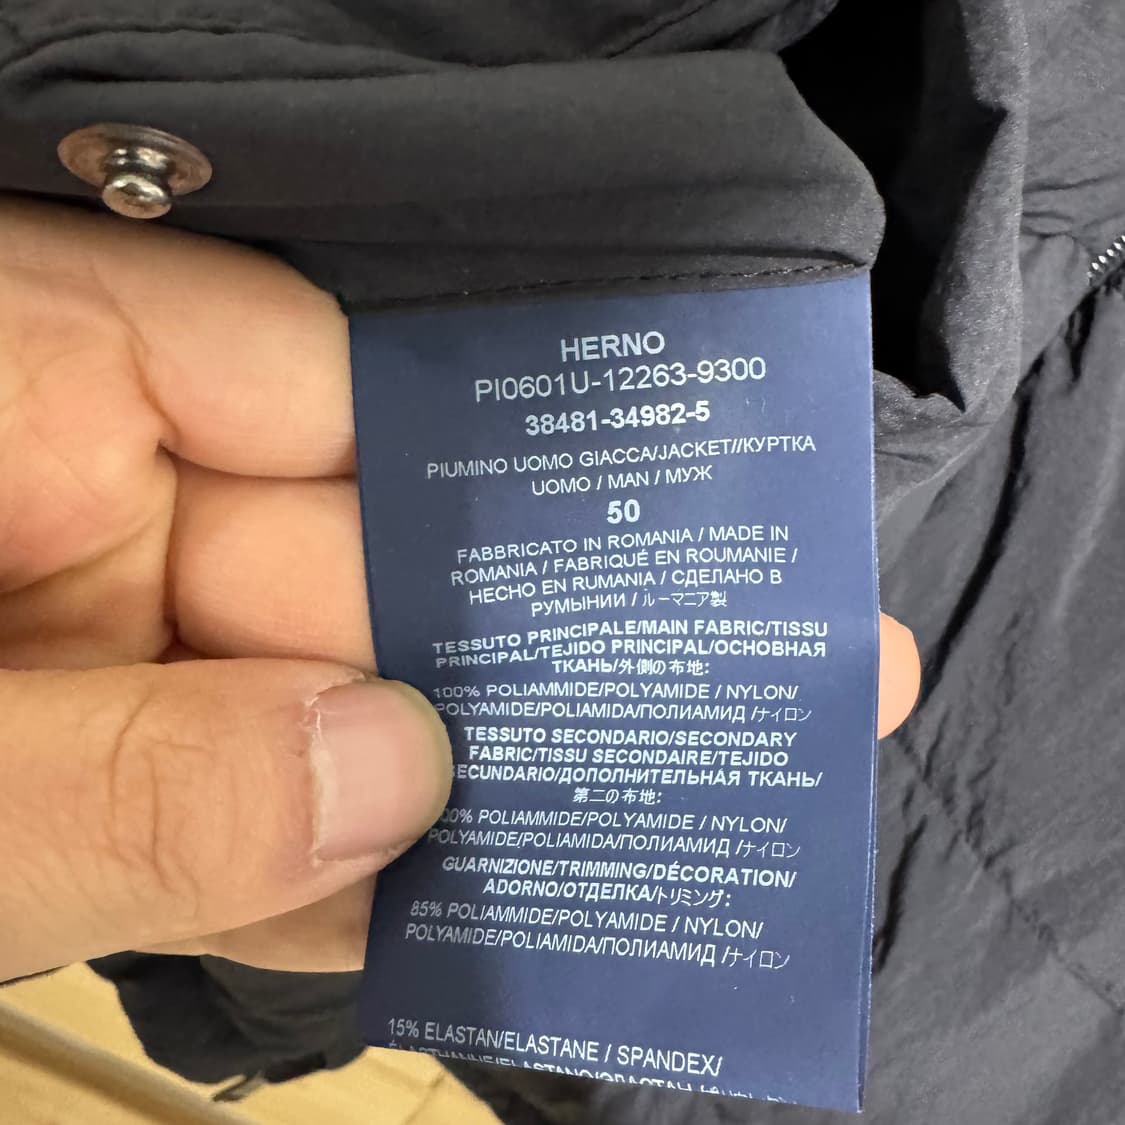 HERNO
PI0601U-12263-9300
38481-34982-5
PIUMINO UOMO GIACCA/JACKET//КУРТКА
UOMO / MAN / МУЖ
50
FABBRICATO IN ROMANIA / MADE IN
ROMANIA / FABRIQUÉ EN ROUMANIE /
HECHO EN RUMANIA / СДЕЛАНО В
РУМЫНИИ / ルーマニア製
TESSUTO PRINCIPALE/MAIN FABRIC/TISSU
PRINCIPAL/TEJIDO PRINCIPAL/ОСНОВНАЯ
ТКАНЬ/外側の布地:
100% POLIAMMIDE/POLYAMIDE / NYLON/
POLYAMIDE/POLIAMIDA/ПОЛИАМИД /ナイロン
TESSUTO SECONDARIO/SECONDARY
FABRIC/TISSU SECONDAIRE/TEJIDO
SECUNDARIO/ДОПОЛНИТЕЛЬНАЯ ТКАНЬ/
第二の布地:
00% POLIAMMIDE/POLYAMIDE / NYLON/
POLYAMIDE/POLIAMIDA/ПОЛИАМИД /ナイロン
GUARNIZIONE/TRIMMING/DÉCORATION/
ADORNO/ОТДЕЛКА/トリミング:
85% POLIAMMIDE/POLYAMIDE / NYLON/
POLYAMIDE/POLIAMIDA/ПОЛИАМИД /ナイロン
15% ELASTAN/ELASTANE / SPANDEX/